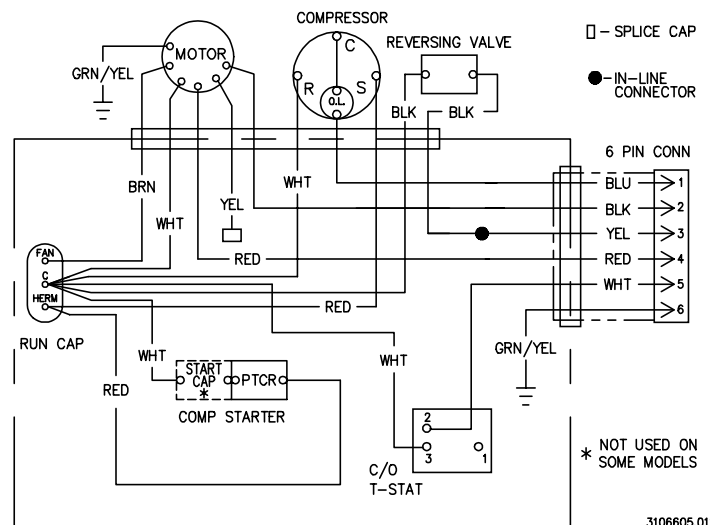 COMPRESSOR
MOTOR
GRN/YEL
C
R
S
O.L.
REVERSING VALVE
BLK
BLK
- SPLICE CAP
- IN-LINE
CONNECTOR
6 PIN CONN
BRN
WHT
YEL
WHT
BLU
1
BLK
2
YEL
3
RED
RED
4
WHT
5
6
RED
FAN
C
HERM
RUN CAP
WHT
RED
START
CAP
*
PTCR
COMP STARTER
WHT
GRN/YEL
2
3
1
C/O
T-STAT
* NOT USED ON
SOME MODELS
3106605.01